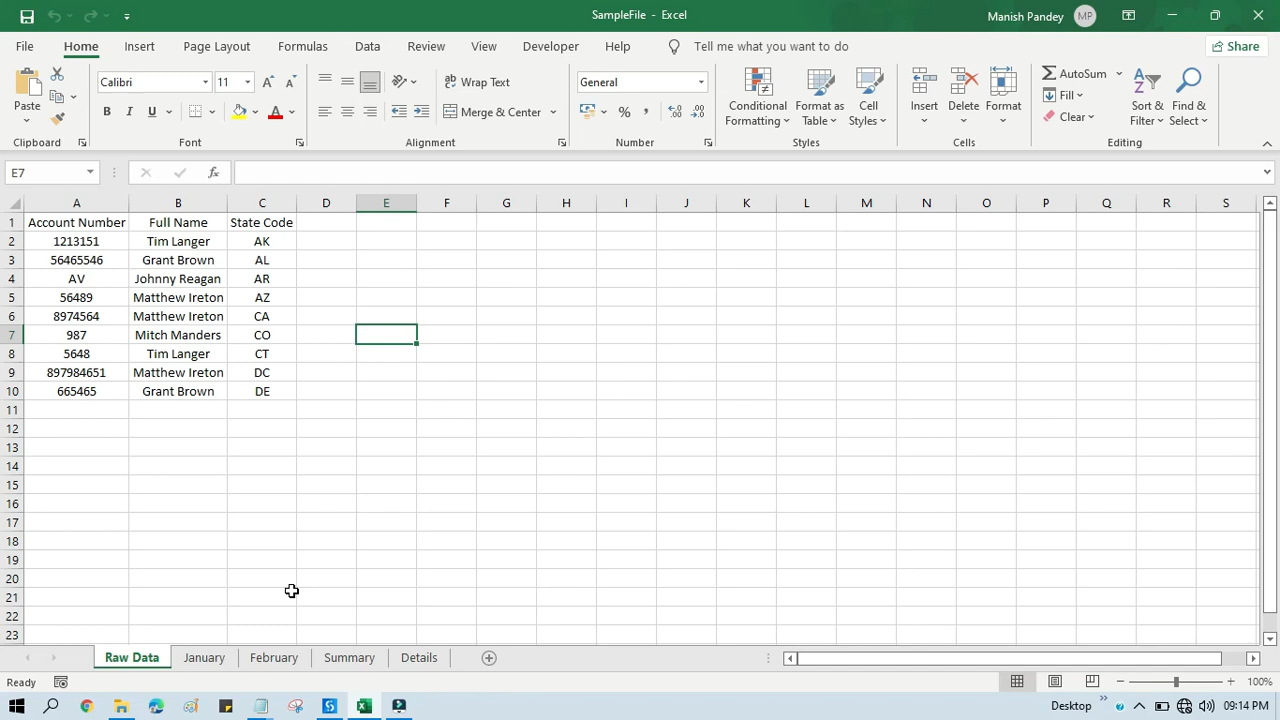 SampleFile - Excel
Manish Pandey MP
File Home Insert Page Layout Formulas Data Review View Developer Help Tell me what you want to do Share
Calibri 11 A A Wrap Text General AutoSum
Paste Conditional Formatting Format as Table Cell Styles Insert Delete Format Fill Sort & Filter Find & Select
B I U A Merge & Center % , Clear
Clipboard Font Alignment Number Styles Cells Editing
E7 fx
A B C D E F G H I J K L M N O P Q R S
1 Account Number Full Name State Code
2 1213151 Tim Langer AK
3 56465546 Grant Brown AL
4 AV Johnny Reagan AR
5 56489 Matthew Ireton AZ
6 8974564 Matthew Ireton CA
7 987 Mitch Manders CO
8 5648 Tim Langer CT
9 897984651 Matthew Ireton DC
10 665465 Grant Brown DE
11
12
13
14
15
16
17
18
19
20
21
22
23
Raw Data January February Summary Details
Ready 100%
Desktop 09:14 PM